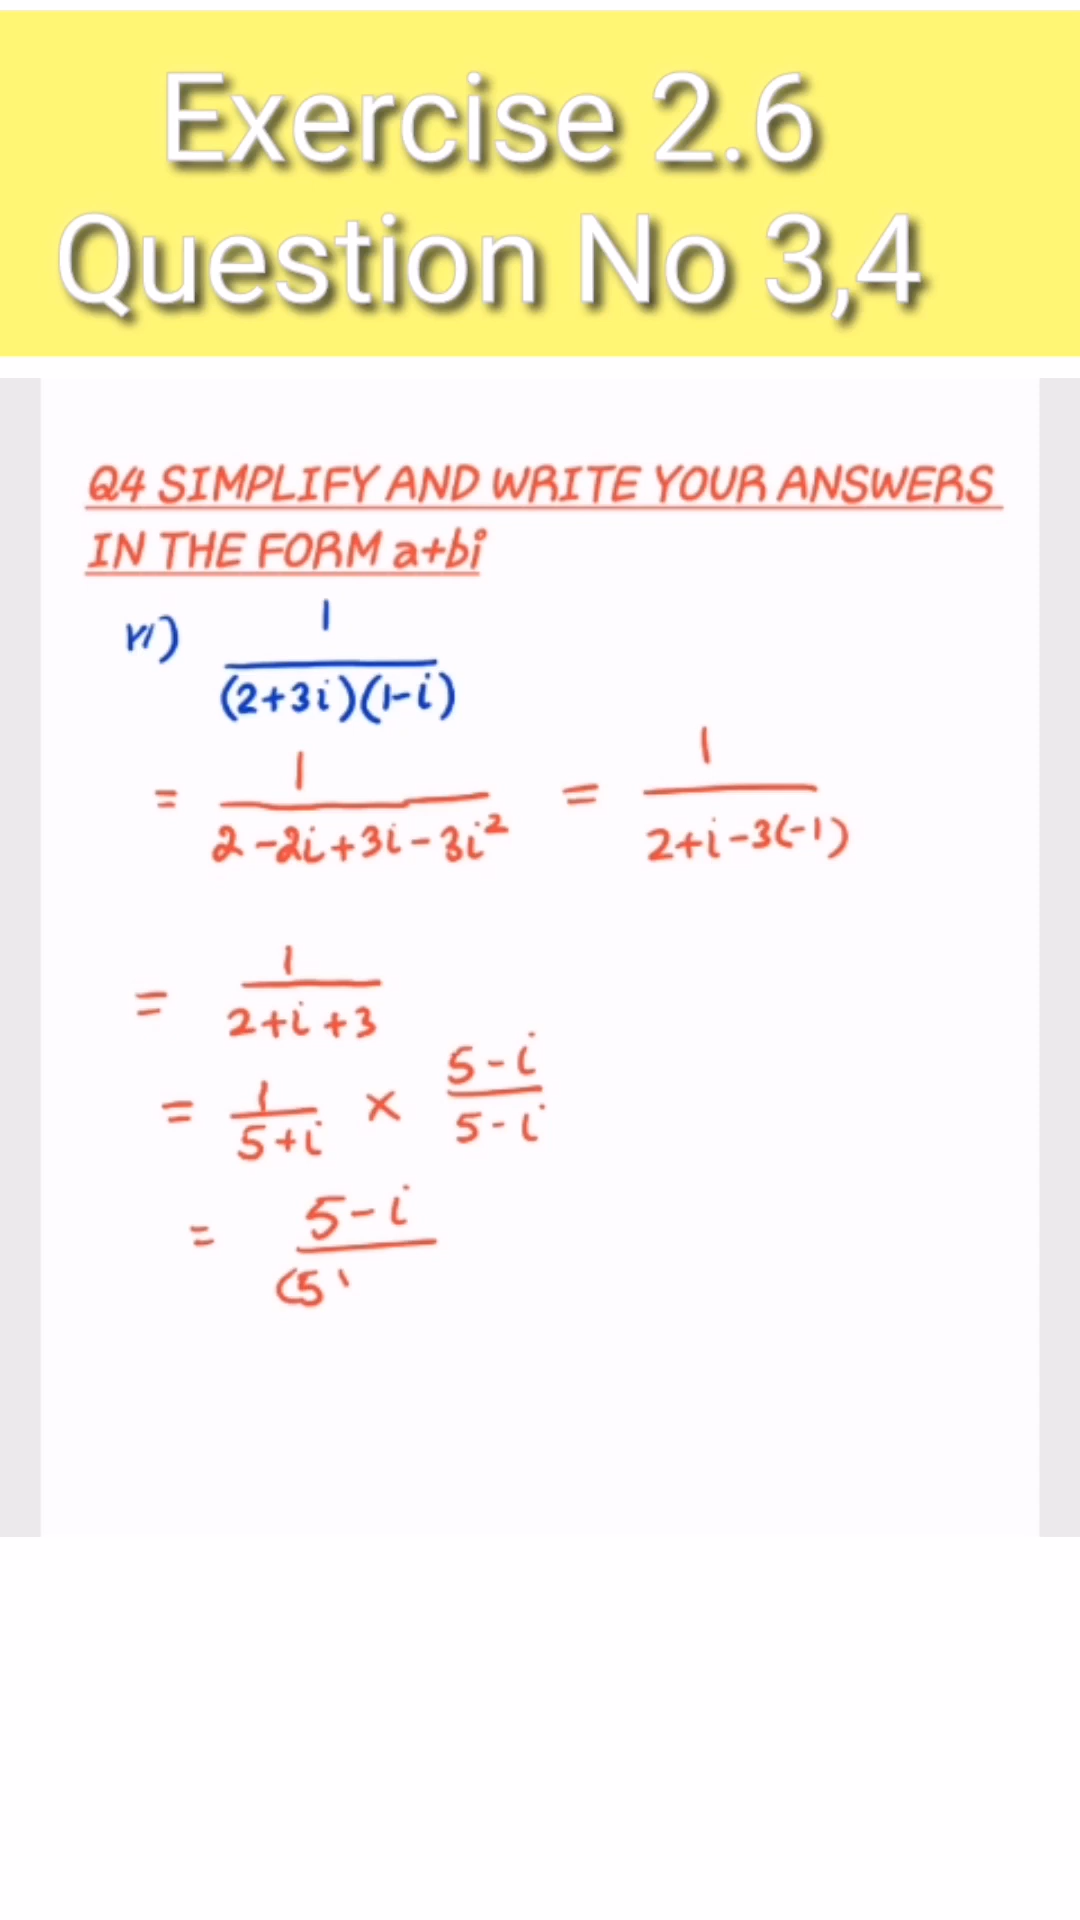 Exercise 2.6
Question No 3,4
Q4 SIMPLIFY AND WRITE YOUR ANSWERS
IN THE FORM a+bi
vi) 1/(2+3i)(1-i)
= 1/2-2i+3i-3i² = 1/2+i-3(-1)
= 1/2+i+3
= 1/5+i × 5-i/5-i
= 5-i/(5